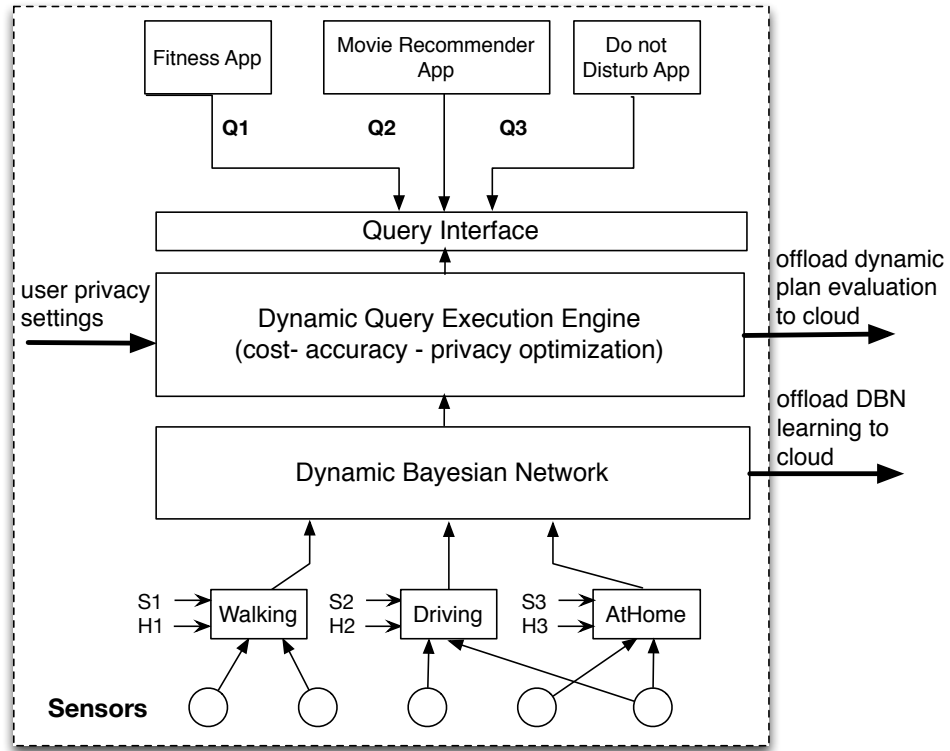 Fitness App
Movie Recommender
App
Do not
Disturb App
Q1
Q2
Q3
Query Interface
user privacy
settings
Dynamic Query Execution Engine
(cost- accuracy - privacy optimization)
offload dynamic
plan evaluation
to cloud
offload DBN
learning to
cloud
Dynamic Bayesian Network
S1
H1
Walking
S2
H2
Driving
S3
H3
AtHome
Sensors